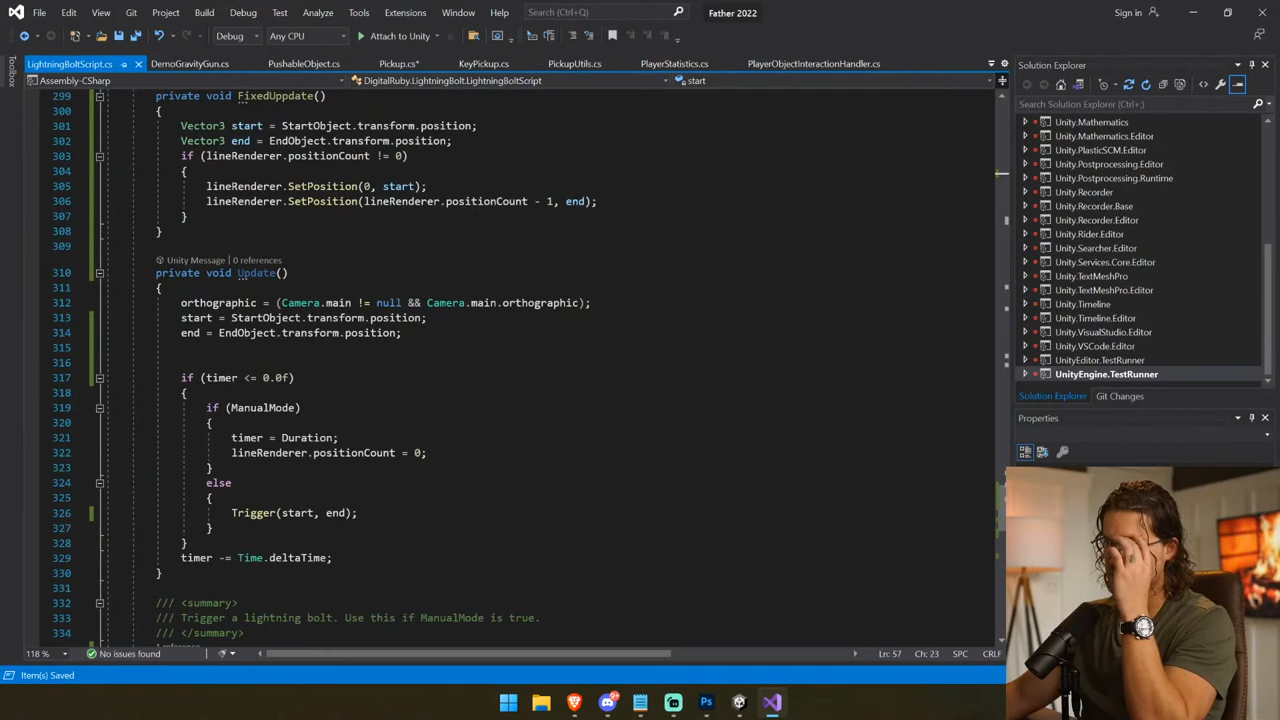 File Edit View Git Project Build Debug Test Analyze Tools Extensions Window Help Search (Ctrl+Q) Father 2022 Sign in
Debug Any CPU Attach to Unity
LightningBoltScript.cs DemoGravityGun.cs PushableObject.cs Pickup.cs* KeyPickup.cs PickupUtils.cs PlayerStatistics.cs PlayerObjectInteractionHandler.cs
Toolbox
Assembly-CSharp DigitalRuby.LightningBolt.LightningBoltScript start
299 private void FixedUppdate()
300 {
301 Vector3 start = StartObject.transform.position;
302 Vector3 end = EndObject.transform.position;
303 if (lineRenderer.positionCount != 0)
304 {
305 lineRenderer.SetPosition(0, start);
306 lineRenderer.SetPosition(lineRenderer.positionCount - 1, end);
307 }
308 }
309
Unity Message | 0 references
310 private void Update()
311 {
312 orthographic = (Camera.main != null && Camera.main.orthographic);
313 start = StartObject.transform.position;
314 end = EndObject.transform.position;
315
316
317 if (timer <= 0.0f)
318 {
319 if (ManualMode)
320 {
321 timer = Duration;
322 lineRenderer.positionCount = 0;
323 }
324 else
325 {
326 Trigger(start, end);
327 }
328 }
329 timer -= Time.deltaTime;
330 }
331
332 /// <summary>
333 /// Trigger a lightning bolt. Use this if ManualMode is true.
334 /// </summary>
118 % No issues found Ln: 57 Ch: 23 SPC CRLF
Item(s) Saved
Solution Explorer
Search Solution Explorer
Unity.Mathematics
Unity.Mathematics.Editor
Unity.PlasticSCM.Editor
Unity.Postprocessing.Editor
Unity.Postprocessing.Runtime
Unity.Recorder
Unity.Recorder.Base
Unity.Recorder.Editor
Unity.Rider.Editor
Unity.Searcher.Editor
Unity.Services.Core.Editor
Unity.TextMeshPro
Unity.TextMeshPro.Editor
Unity.Timeline
Unity.Timeline.Editor
Unity.VisualStudio.Editor
Unity.VSCode.Editor
UnityEditor.TestRunner
UnityEngine.TestRunner
Solution Explorer Git Changes
Properties